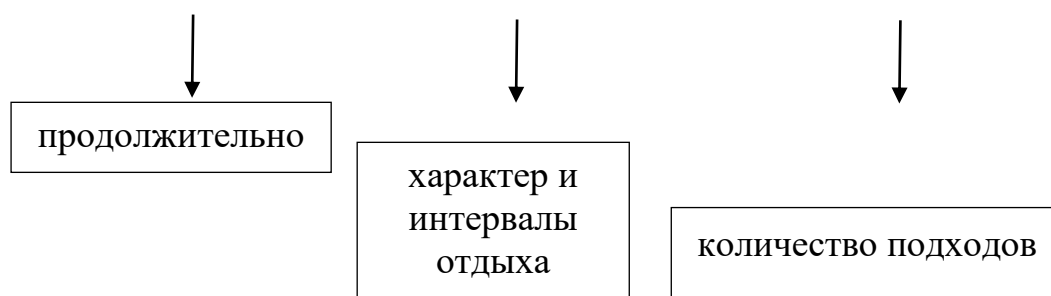 продолжительно
характер и
интервалы
отдыха
количество подходов